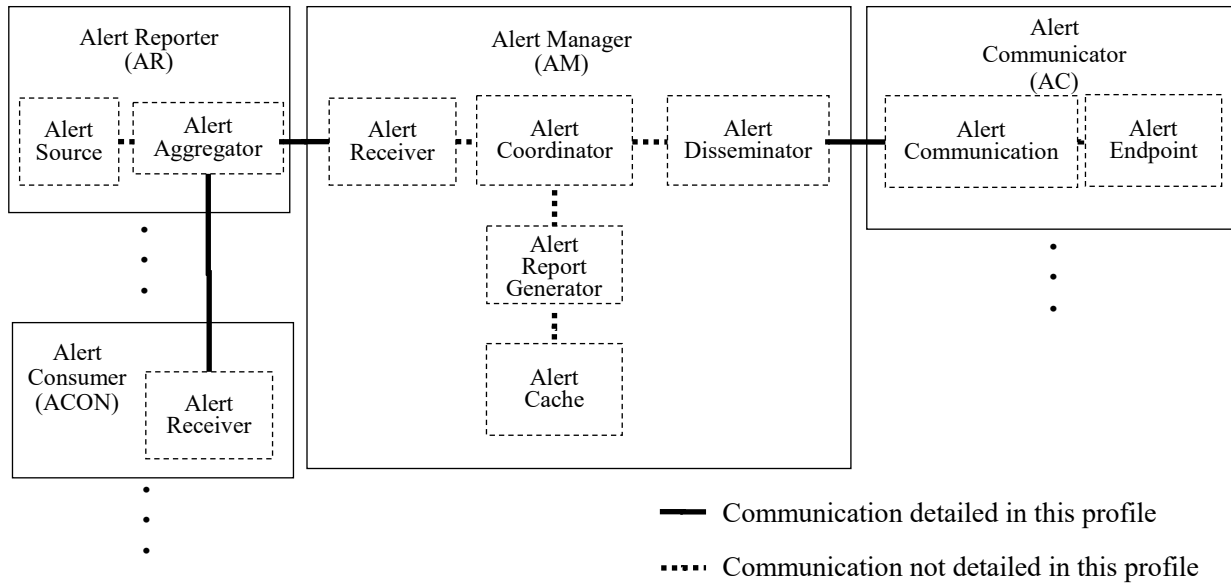 Alert Reporter
(AR)
Alert
Source
Alert
Aggregator
Alert Manager
(AM)
Alert
Receiver
Alert
Coordinator
Alert
Disseminator
Alert
Report
Generator
Alert
Cache
Alert
Communicator
(AC)
Alert
Communication
Alert
Endpoint
Alert
Consumer
(ACON)
Alert
Receiver
Communication detailed in this profile
Communication not detailed in this profile